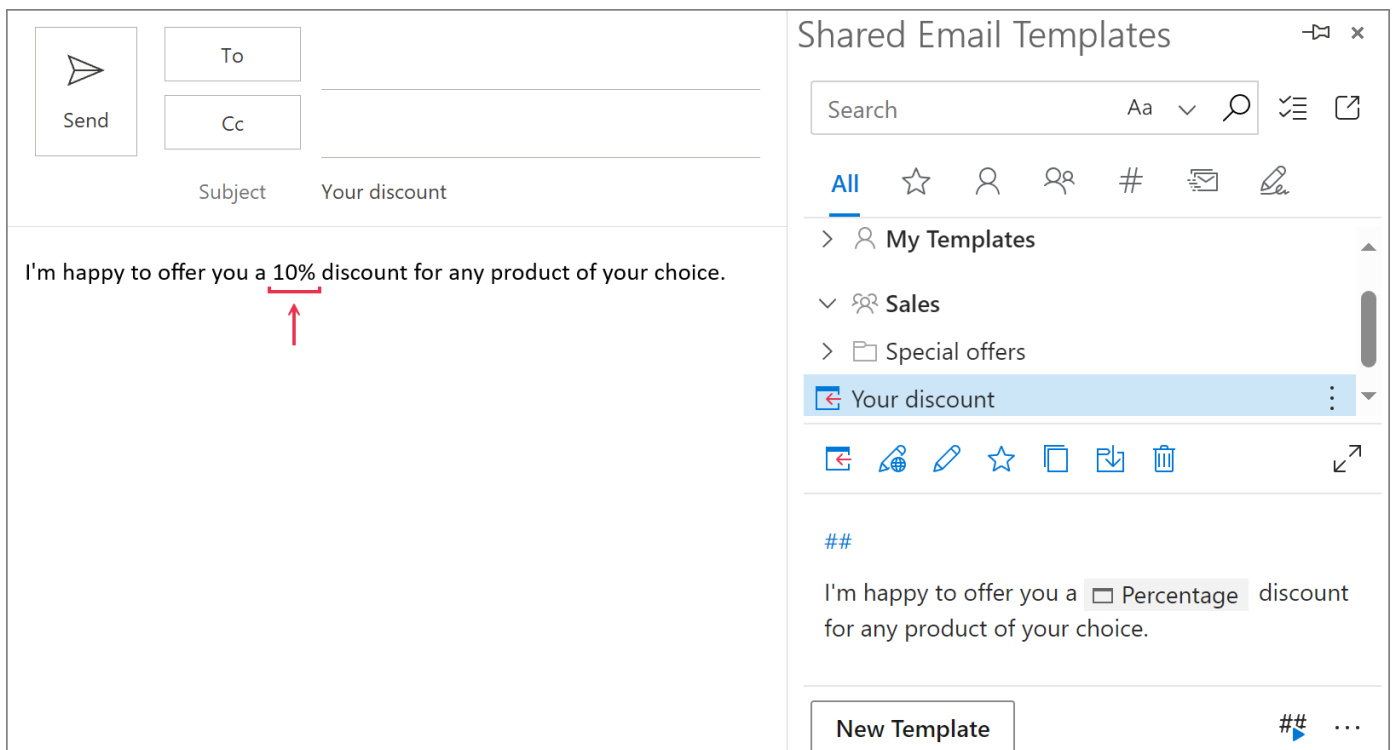 Send
To
Cc
Subject Your discount
I'm happy to offer you a 10% discount for any product of your choice.
Shared Email Templates
Search Aa
All #
My Templates
Sales
Special offers
Your discount
##
I'm happy to offer you a Percentage discount
for any product of your choice.
New Template ##